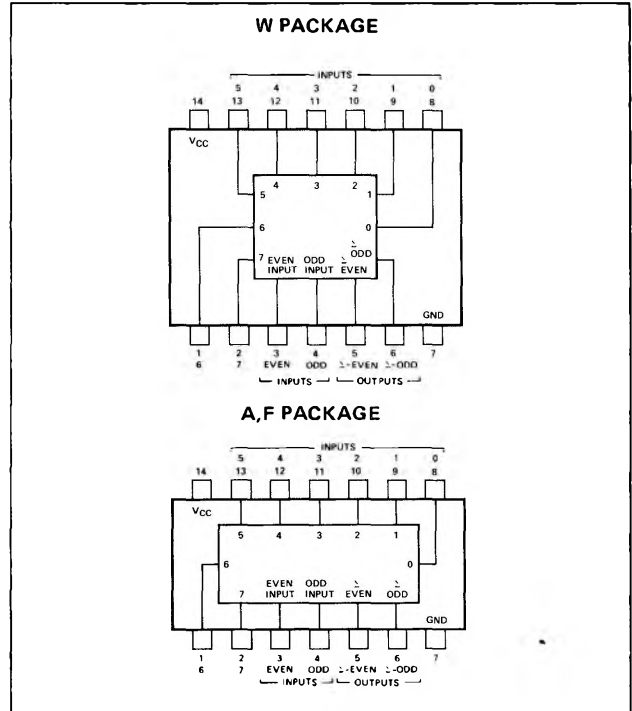 W PACKAGE
INPUTS
5 4 3 2 1 0
14 13 12 11 10 9 8
VCC
4 3 2
5 1
6 0
7 EVEN INPUT ODD INPUT Σ EVEN Σ ODD
GND
1 2 3 4 5 6 7
6 7 EVEN ODD Σ-EVEN Σ-ODD
INPUTS OUTPUTS
A,F PACKAGE
INPUTS
5 4 3 2 1 0
14 13 12 11 10 9 8
VCC
5 4 3 2 1
6 0
EVEN ODD Σ Σ
7 INPUT INPUT EVEN ODD
GND
1 2 3 4 5 6 7
6 7 EVEN ODD Σ-EVEN Σ-ODD
INPUTS OUTPUTS